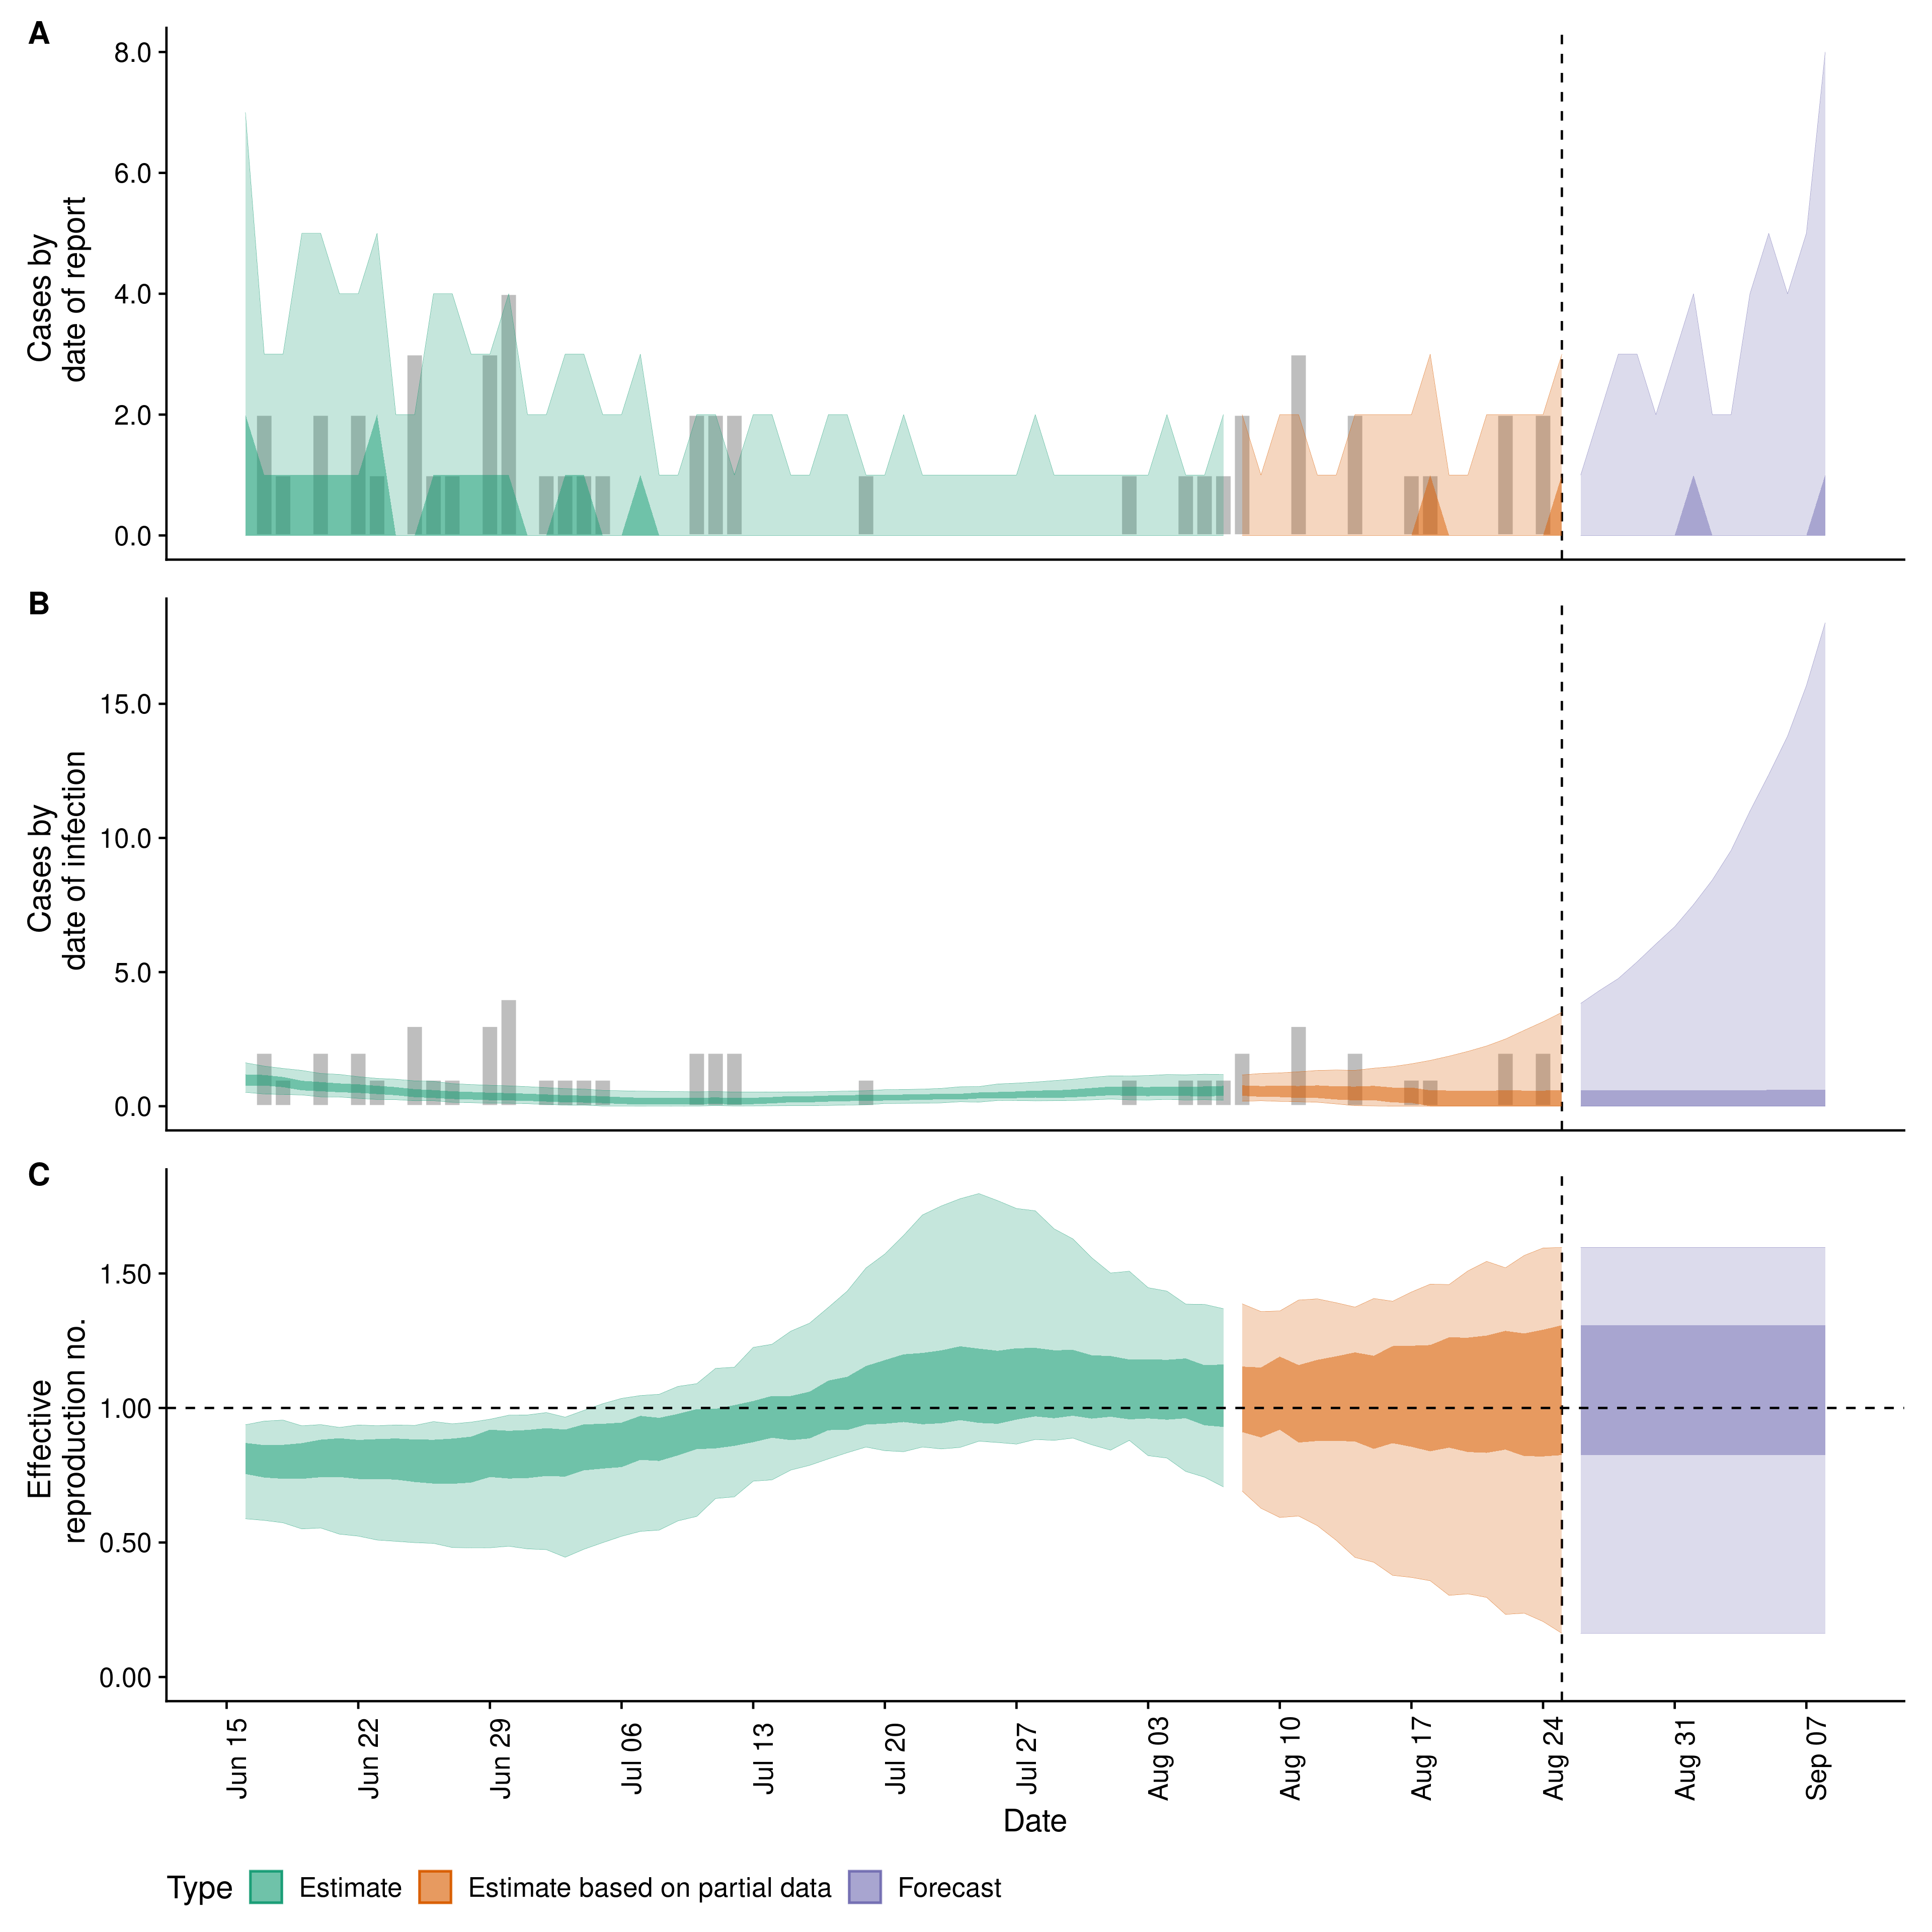 A
Cases by
date of report
8.0
6.0
4.0
2.0
0.0
B
Cases by
date of infection
15.0
10.0
5.0
0.0
C
Effective
reproduction no.
1.50
1.00
0.50
0.00
Jun 15
Jun 22
Jun 29
Jul 06
Jul 13
Jul 20
Jul 27
Aug 03
Aug 10
Aug 17
Aug 24
Aug 31
Sep 07
Date
Type Estimate Estimate based on partial data Forecast